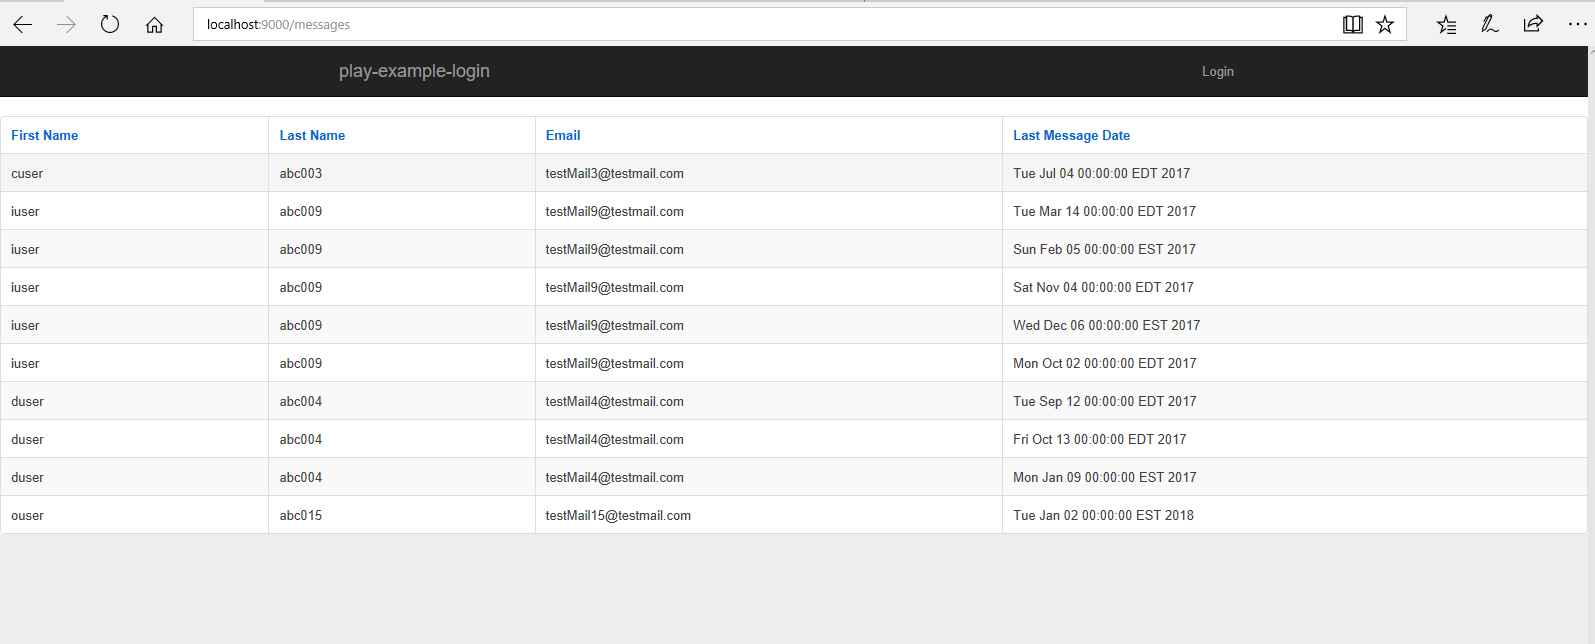 localhost:9000/messages
play-example-login Login
First Name Last Name Email Last Message Date
cuser abc003 testMail3@testmail.com Tue Jul 04 00:00:00 EDT 2017
iuser abc009 testMail9@testmail.com Tue Mar 14 00:00:00 EDT 2017
iuser abc009 testMail9@testmail.com Sun Feb 05 00:00:00 EST 2017
iuser abc009 testMail9@testmail.com Sat Nov 04 00:00:00 EDT 2017
iuser abc009 testMail9@testmail.com Wed Dec 06 00:00:00 EST 2017
iuser abc009 testMail9@testmail.com Mon Oct 02 00:00:00 EDT 2017
duser abc004 testMail4@testmail.com Tue Sep 12 00:00:00 EDT 2017
duser abc004 testMail4@testmail.com Fri Oct 13 00:00:00 EDT 2017
duser abc004 testMail4@testmail.com Mon Jan 09 00:00:00 EST 2017
ouser abc015 testMail15@testmail.com Tue Jan 02 00:00:00 EST 2018